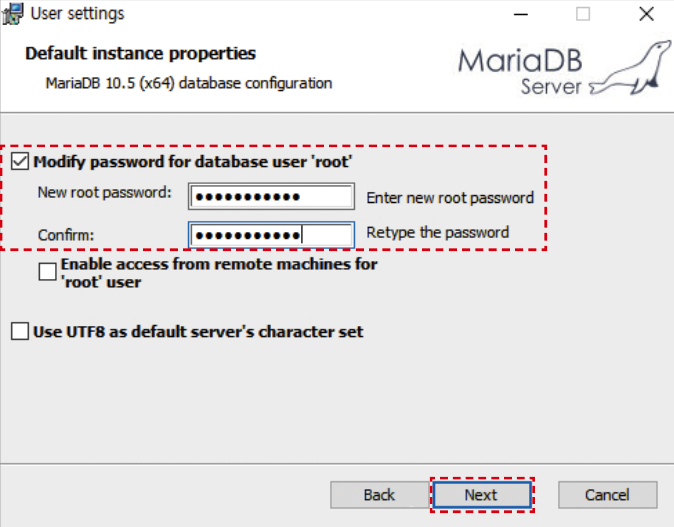 User settings
Default instance properties
MariaDB 10.5 (x64) database configuration
MariaDB
Server
Modify password for database user 'root'
New root password:
Enter new root password
Confirm:
Retype the password
Enable access from remote machines for
'root' user
Use UTF8 as default server's character set
Back
Next
Cancel